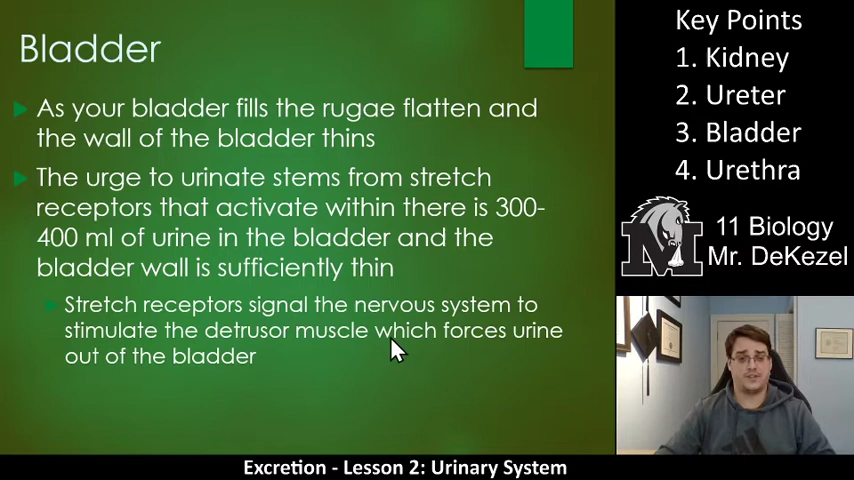 Bladder
As your bladder fills the rugae flatten and
the wall of the bladder thins
The urge to urinate stems from stretch
receptors that activate within there is 300-
400 ml of urine in the bladder and the
bladder wall is sufficiently thin
Stretch receptors signal the nervous system to
stimulate the detrusor muscle which forces urine
out of the bladder
Key Points
1. Kidney
2. Ureter
3. Bladder
4. Urethra
M
11 Biology
Mr. DeKezel
Excretion - Lesson 2: Urinary System